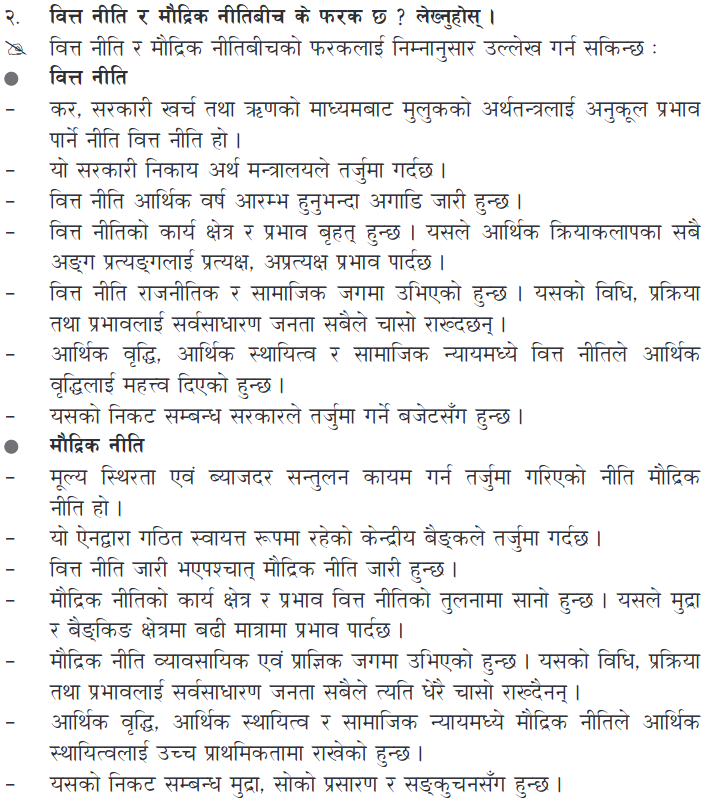 २. वित्त नीति र मौद्रिक नीतिबीच के फरक छ ? लेख्नुहोस् ।
वित्त नीति र मौद्रिक नीतिबीचको फरकलाई निम्नानुसार उल्लेख गर्न सकिन्छ :
● वित्त नीति
– कर, सरकारी खर्च तथा ऋणको माध्यमबाट मुलुकको अर्थतन्त्रलाई अनुकूल प्रभाव
पार्ने नीति वित्त नीति हो ।
– यो सरकारी निकाय अर्थ मन्त्रालयले तर्जुमा गर्दछ ।
– वित्त नीति आर्थिक वर्ष आरम्भ हुनुभन्दा अगाडि जारी हुन्छ ।
– वित्त नीतिको कार्य क्षेत्र र प्रभाव बृहत् हुन्छ । यसले आर्थिक क्रियाकलापका सबै
अङ्ग प्रत्यङ्गलाई प्रत्यक्ष, अप्रत्यक्ष प्रभाव पार्दछ ।
– वित्त नीति राजनीतिक र सामाजिक जगमा उभिएको हुन्छ । यसको विधि, प्रक्रिया
तथा प्रभावलाई सर्वसाधारण जनता सबैले चासो राख्दछन् ।
– आर्थिक वृद्धि, आर्थिक स्थायित्व र सामाजिक न्यायमध्ये वित्त नीतिले आर्थिक
वृद्धिलाई महत्त्व दिएको हुन्छ ।
– यसको निकट सम्बन्ध सरकारले तर्जुमा गर्ने बजेटसँग हुन्छ ।
● मौद्रिक नीति
– मूल्य स्थिरता एवं ब्याजदर सन्तुलन कायम गर्न तर्जुमा गरिएको नीति मौद्रिक
नीति हो ।
– यो ऐनद्वारा गठित स्वायत्त रूपमा रहेको केन्द्रीय बैङ्कले तर्जुमा गर्दछ ।
– वित्त नीति जारी भएपश्चात् मौद्रिक नीति जारी हुन्छ ।
– मौद्रिक नीतिको कार्य क्षेत्र र प्रभाव वित्त नीतिको तुलनामा सानो हुन्छ । यसले मुद्रा
र बैङ्किङ क्षेत्रमा बढी मात्रामा प्रभाव पार्दछ ।
– मौद्रिक नीति व्यावसायिक एवं प्राज्ञिक जगमा उभिएको हुन्छ । यसको विधि, प्रक्रिया
तथा प्रभावलाई सर्वसाधारण जनता सबैले त्यति धेरै चासो राख्दैनन् ।
– आर्थिक वृद्धि, आर्थिक स्थायित्व र सामाजिक न्यायमध्ये मौद्रिक नीतिले आर्थिक
स्थायित्वलाई उच्च प्राथमिकतामा राखेको हुन्छ ।
– यसको निकट सम्बन्ध मुद्रा, सोको प्रसारण र सङ्कुचनसँग हुन्छ ।